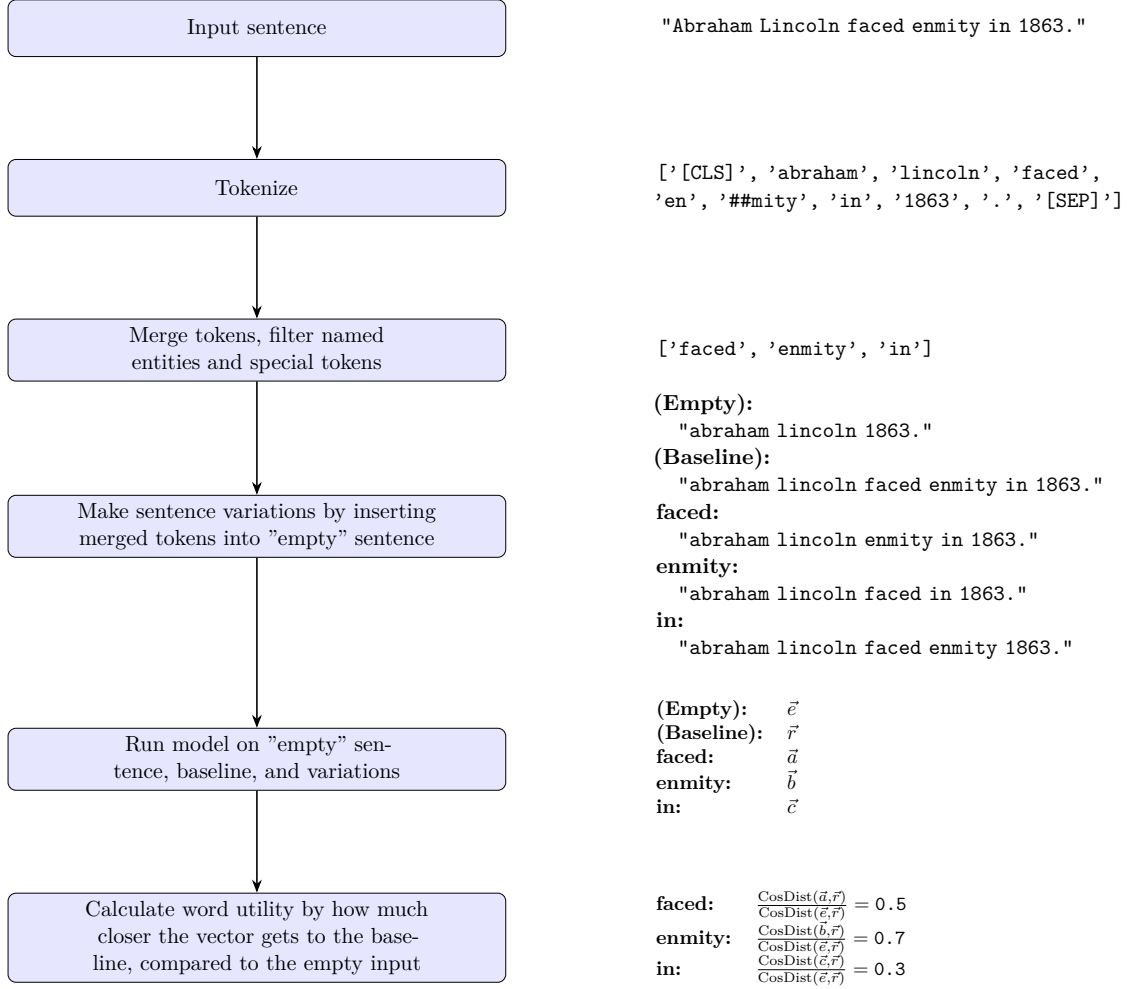 Input sentence
"Abraham Lincoln faced enmity in 1863."
Tokenize
['[CLS]', 'abraham', 'lincoln', 'faced',
'en', '##mity', 'in', '1863', '.', '[SEP]']
Merge tokens, filter named
entities and special tokens
['faced', 'enmity', 'in']
Make sentence variations by inserting
merged tokens into ”empty” sentence
(Empty):
"abraham lincoln 1863."
(Baseline):
"abraham lincoln faced enmity in 1863."
faced:
"abraham lincoln enmity in 1863."
enmity:
"abraham lincoln faced in 1863."
in:
"abraham lincoln faced enmity 1863."
Run model on ”empty” sen-
tence, baseline, and variations
(Empty): e⃗
(Baseline): r⃗
faced: a⃗
enmity: b⃗
in: c⃗
Calculate word utility by how much
closer the vector gets to the base-
line, compared to the empty input
faced: CosDist(a⃗,r⃗)/CosDist(e⃗,r⃗) = 0.5
enmity: CosDist(b⃗,r⃗)/CosDist(e⃗,r⃗) = 0.7
in: CosDist(c⃗,r⃗)/CosDist(e⃗,r⃗) = 0.3